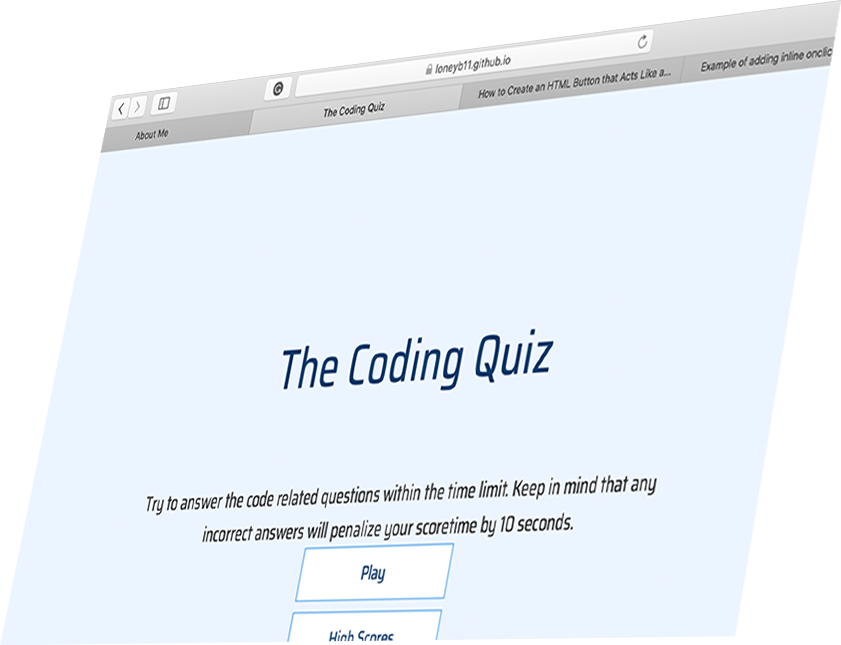 loneyb11.github.io
About Me
The Coding Quiz
How to Create an HTML Button that Acts Like a...
Example of adding inline onclic
The Coding Quiz
Try to answer the code related questions within the time limit. Keep in mind that any
incorrect answers will penalize your scoretime by 10 seconds.
Play
High Scores